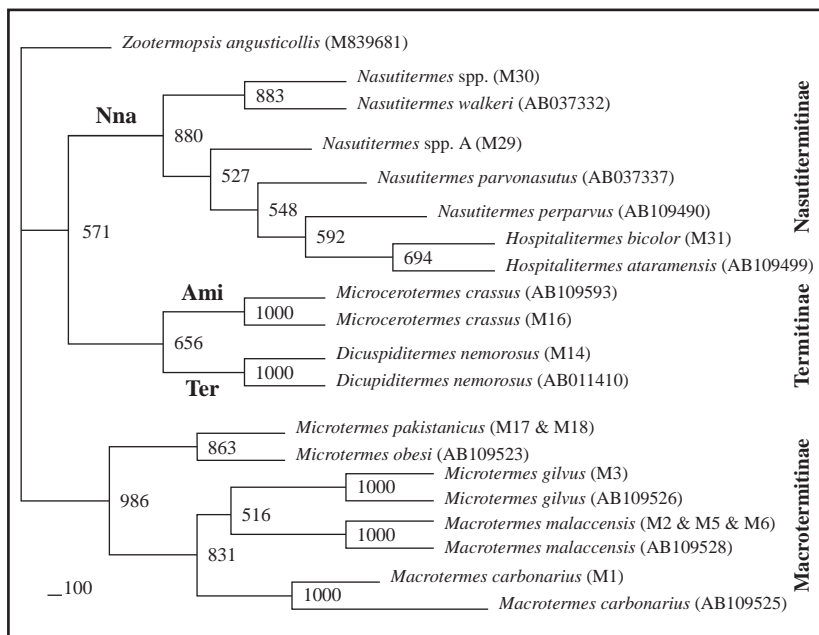 Zootermopsis angusticollis (M839681)
Nasutitermes spp. (M30)
883
Nasutitermes walkeri (AB037332)
Nna
880
Nasutitermes spp. A (M29)
527
Nasutitermes parvonasutus (AB037337)
548
Nasutitermes perparvus (AB109490)
592
Hospitalitermes bicolor (M31)
694
Hospitalitermes ataramensis (AB109499)
Nasutitermitinae
571
Ami
Microcerotermes crassus (AB109593)
1000
Microcerotermes crassus (M16)
656
Dicuspiditermes nemorosus (M14)
1000
Ter
Dicupiditermes nemorosus (AB011410)
Termitinae
Microtermes pakistanicus (M17 & M18)
863
Microtermes obesi (AB109523)
986
Microtermes gilvus (M3)
1000
Microtermes gilvus (AB109526)
516
Macrotermes malaccensis (M2 & M5 & M6)
1000
Macrotermes malaccensis (AB109528)
831
Macrotermes carbonarius (M1)
1000
Macrotermes carbonarius (AB109525)
Macrotermitinae
100